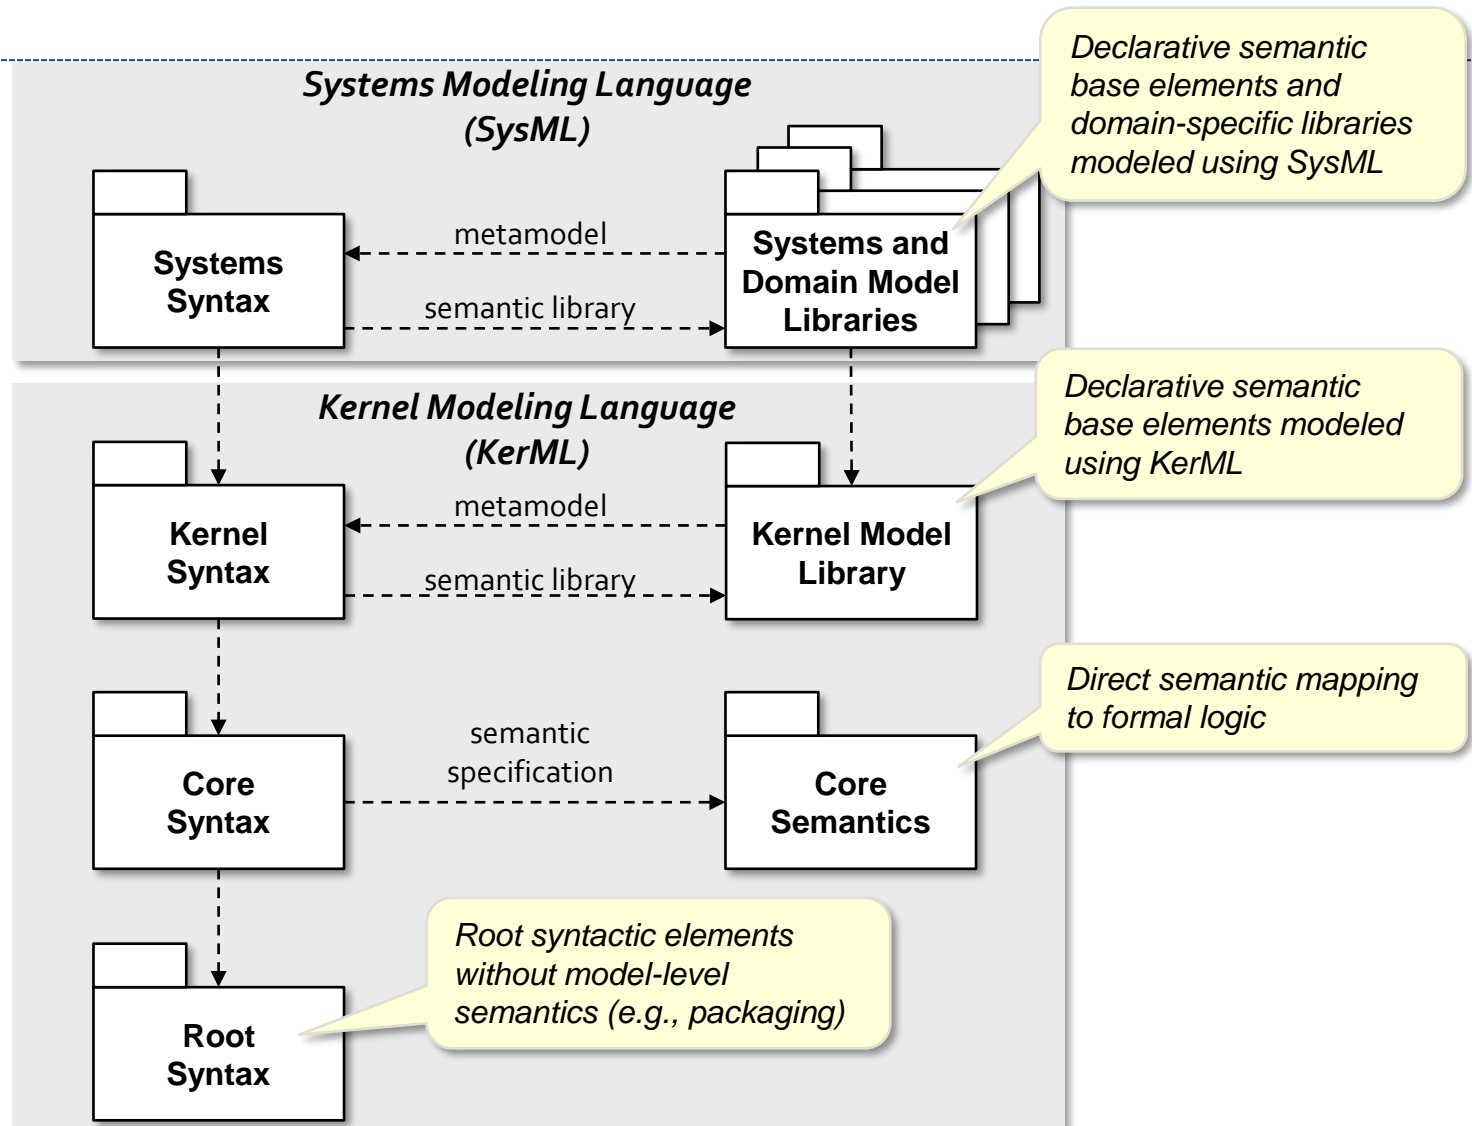 Systems Modeling Language
(SysML)
Declarative semantic
base elements and
domain-specific libraries
modeled using SysML
Systems
Syntax
metamodel
semantic library
Systems and
Domain Model
Libraries
Kernel Modeling Language
(KerML)
Declarative semantic
base elements modeled
using KerML
Kernel
Syntax
metamodel
semantic library
Kernel Model
Library
Core
Syntax
semantic
specification
Core
Semantics
Direct semantic mapping
to formal logic
Root
Syntax
Root syntactic elements
without model-level
semantics (e.g., packaging)